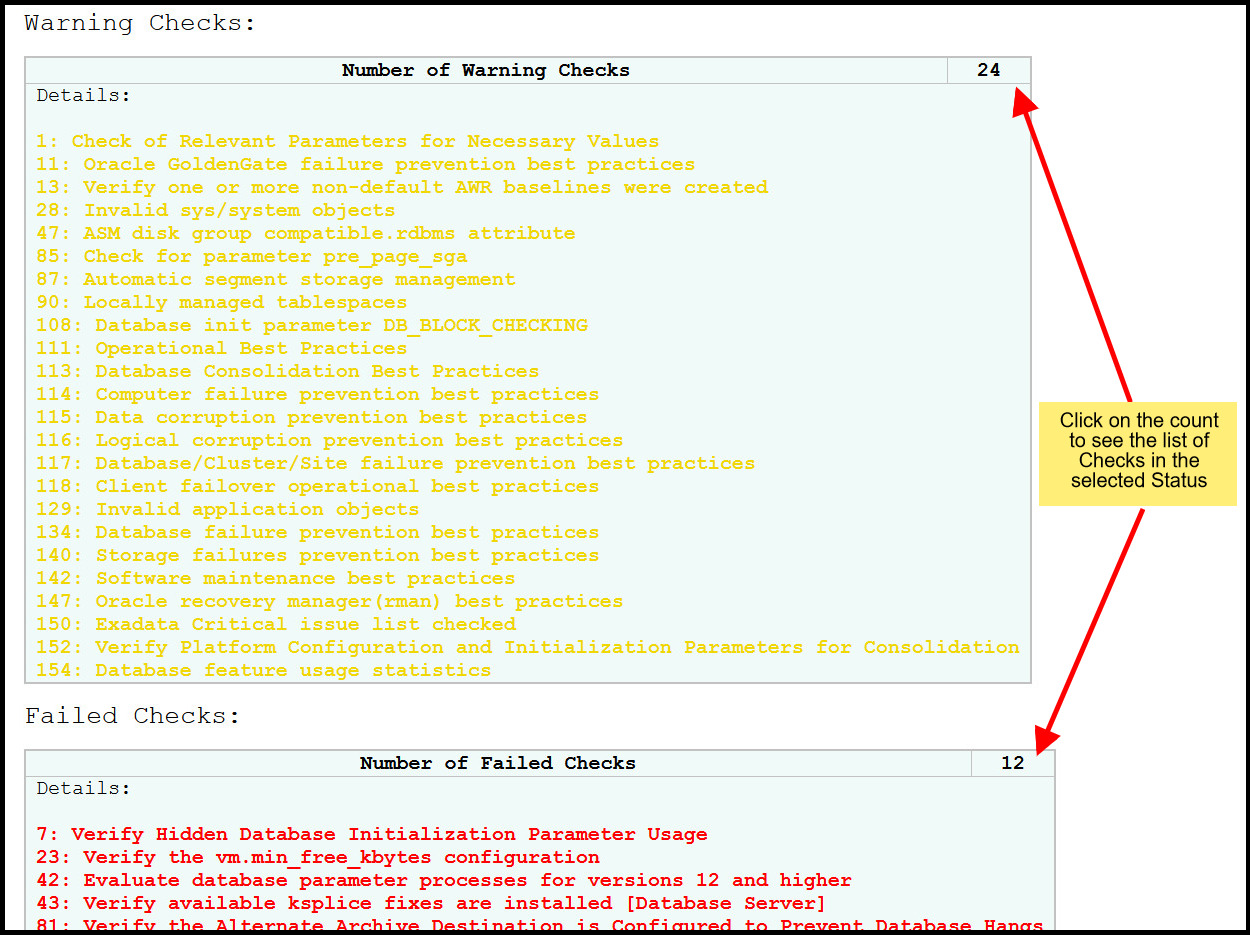 Warning Checks:
Number of Warning Checks 24
Details:
1: Check of Relevant Parameters for Necessary Values
11: Oracle GoldenGate failure prevention best practices
13: Verify one or more non-default AWR baselines were created
28: Invalid sys/system objects
47: ASM disk group compatible.rdbms attribute
85: Check for parameter pre_page_sga
87: Automatic segment storage management
90: Locally managed tablespaces
108: Database init parameter DB_BLOCK_CHECKING
111: Operational Best Practices
113: Database Consolidation Best Practices
114: Computer failure prevention best practices
115: Data corruption prevention best practices
116: Logical corruption prevention best practices
117: Database/Cluster/Site failure prevention best practices
118: Client failover operational best practices
129: Invalid application objects
134: Database failure prevention best practices
140: Storage failures prevention best practices
142: Software maintenance best practices
147: Oracle recovery manager(rman) best practices
150: Exadata Critical issue list checked
152: Verify Platform Configuration and Initialization Parameters for Consolidation
154: Database feature usage statistics
Click on the count
to see the list of
Checks in the
selected Status
Failed Checks:
Number of Failed Checks 12
Details:
7: Verify Hidden Database Initialization Parameter Usage
23: Verify the vm.min_free_kbytes configuration
42: Evaluate database parameter processes for versions 12 and higher
43: Verify available ksplice fixes are installed [Database Server]
81: Verify the Alternate Archive Destination is Configured to Prevent Database Hangs